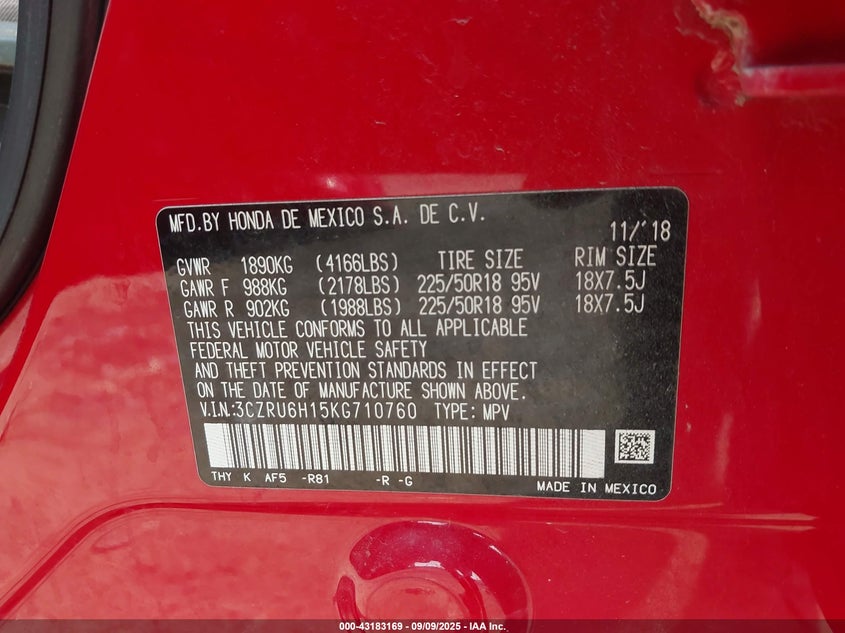 MFD.BY HONDA DE MEXICO S.A. DE C.V.
11/'18
GVWR 1890KG (4166LBS) TIRE SIZE RIM SIZE
GAWR F 988KG (2178LBS) 225/50R18 95V 18X7.5J
GAWR R 902KG (1988LBS) 225/50R18 95V 18X7.5J
THIS VEHICLE CONFORMS TO ALL APPLICABLE
FEDERAL MOTOR VEHICLE SAFETY
AND THEFT PREVENTION STANDARDS IN EFFECT
ON THE DATE OF MANUFACTURE SHOWN ABOVE.
V.I.N:3CZRU6H15KG710760 TYPE: MPV
THY K AF5 -R81 -R -G
MADE IN MEXICO
000-43183169 - 09/09/2025 - IAA Inc.